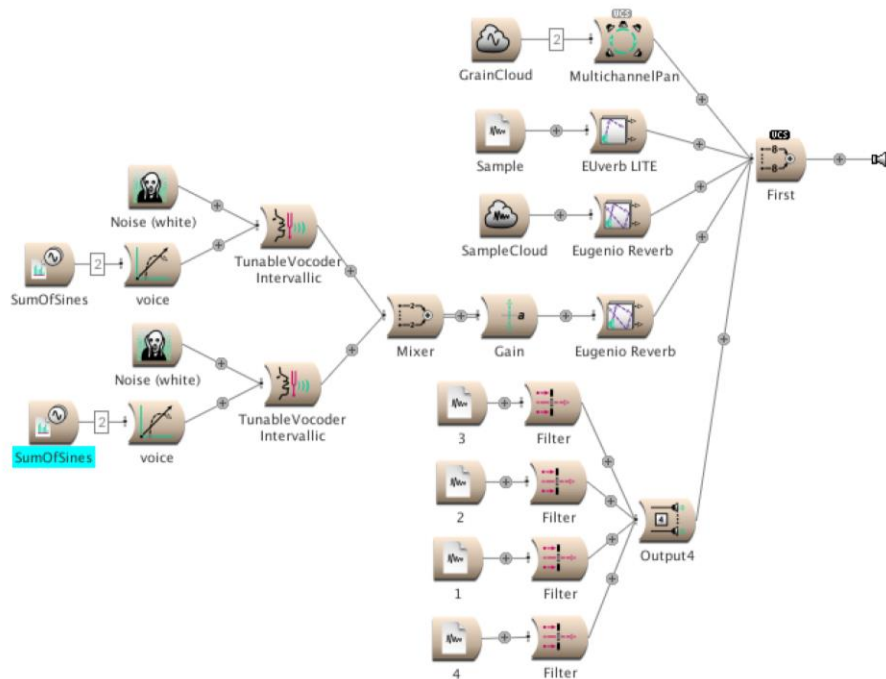 UCS
2
GrainCloud
MultichannelPan
Sample
EUverb LITE
UCS
8
8
First
Noise (white)
SampleCloud
Eugenio Reverb
TunableVocoder
Intervallic
2
SumOfSines
voice
2
2
Mixer
a
Gain
Eugenio Reverb
Noise (white)
TunableVocoder
Intervallic
2
SumOfSines
voice
3
Filter
2
Filter
4
Output4
1
Filter
4
Filter